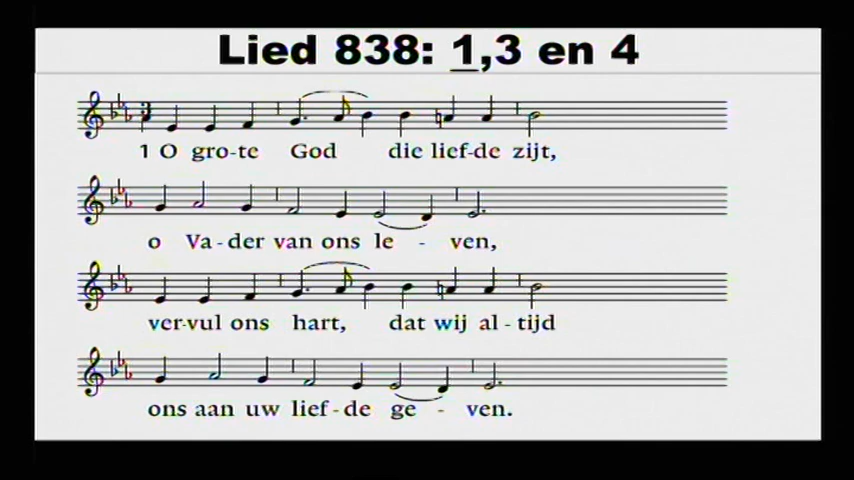 Lied 838: 1,3 en 4
1 O gro-te God die lief-de zijt,
o Va-der van ons le - ven,
ver-vul ons hart, dat wij al-tijd
ons aan uw lief-de ge - ven.